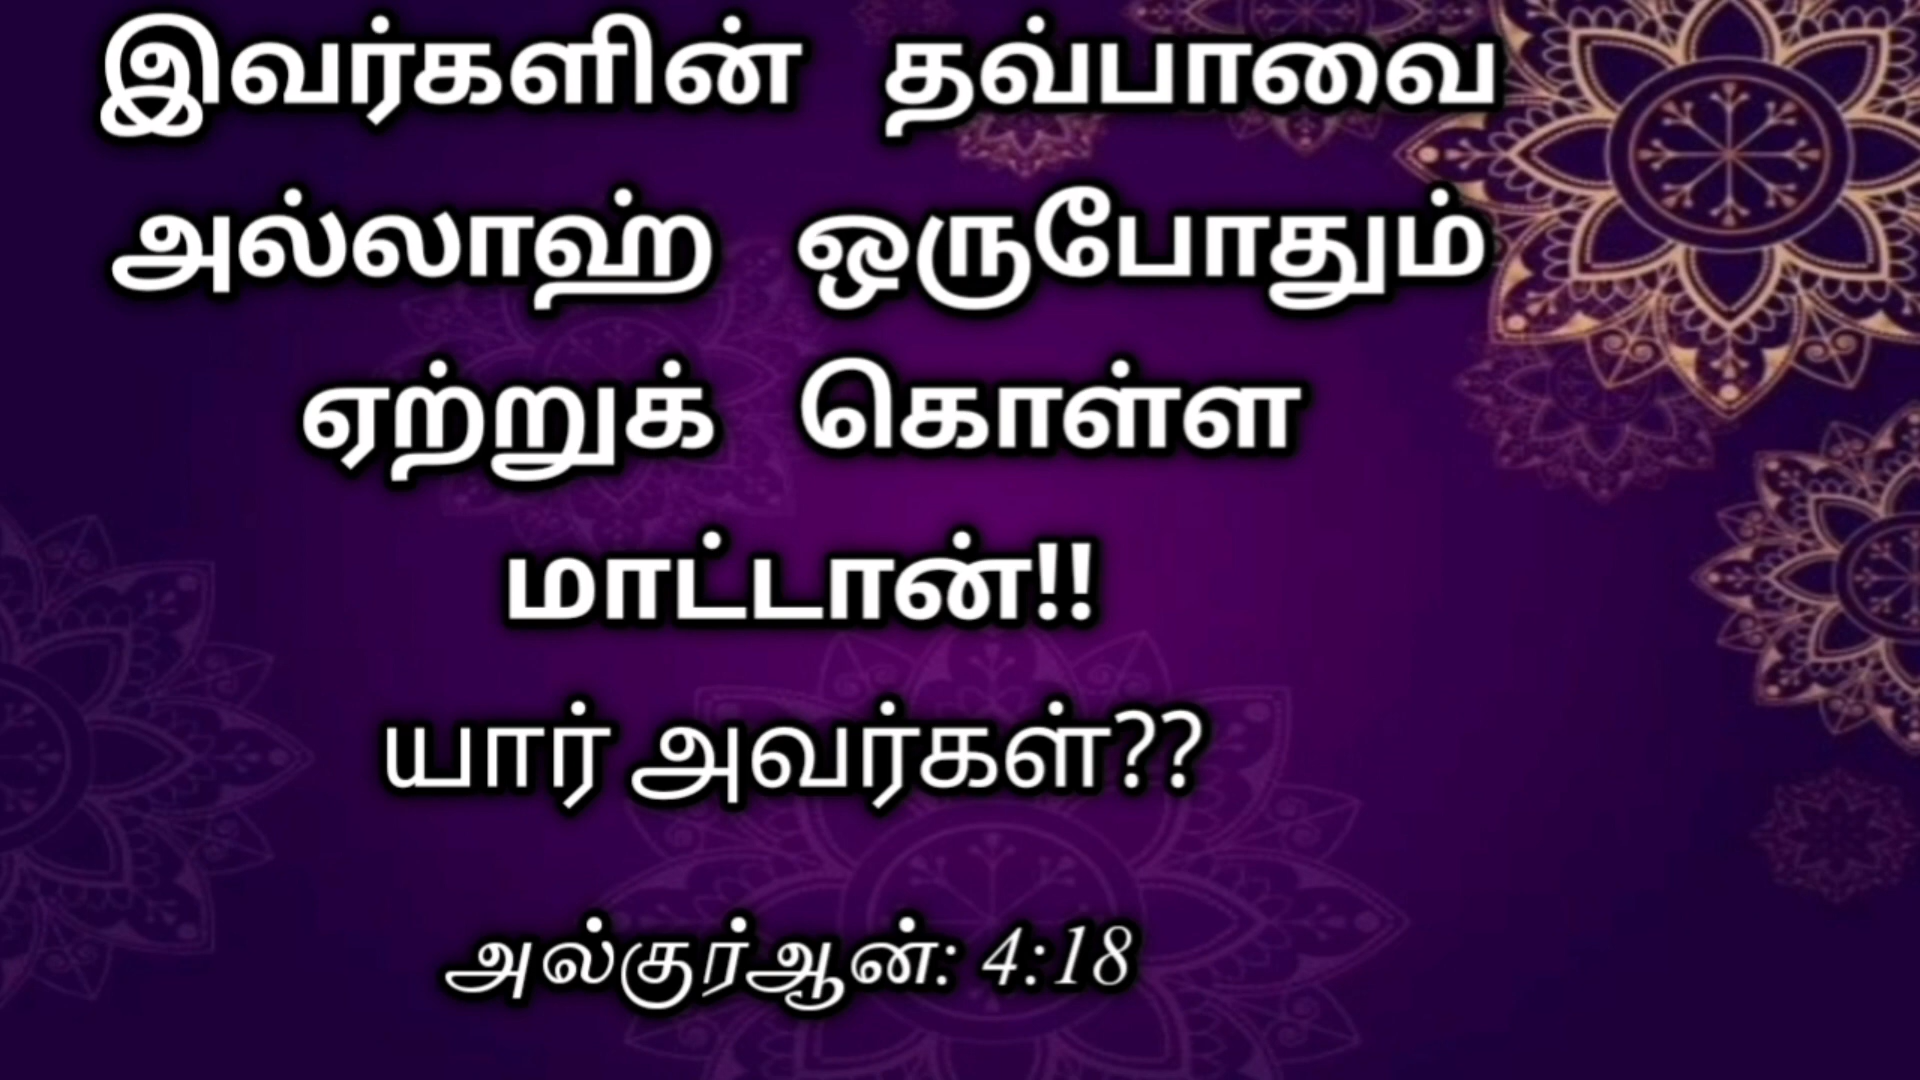 இவர்களின் தவ்பாவை
அல்லாஹ் ஒருபோதும்
ஏற்றுக் கொள்ள
மாட்டான்!!
யார் அவர்கள்??
அல்குர்ஆன்: 4:18